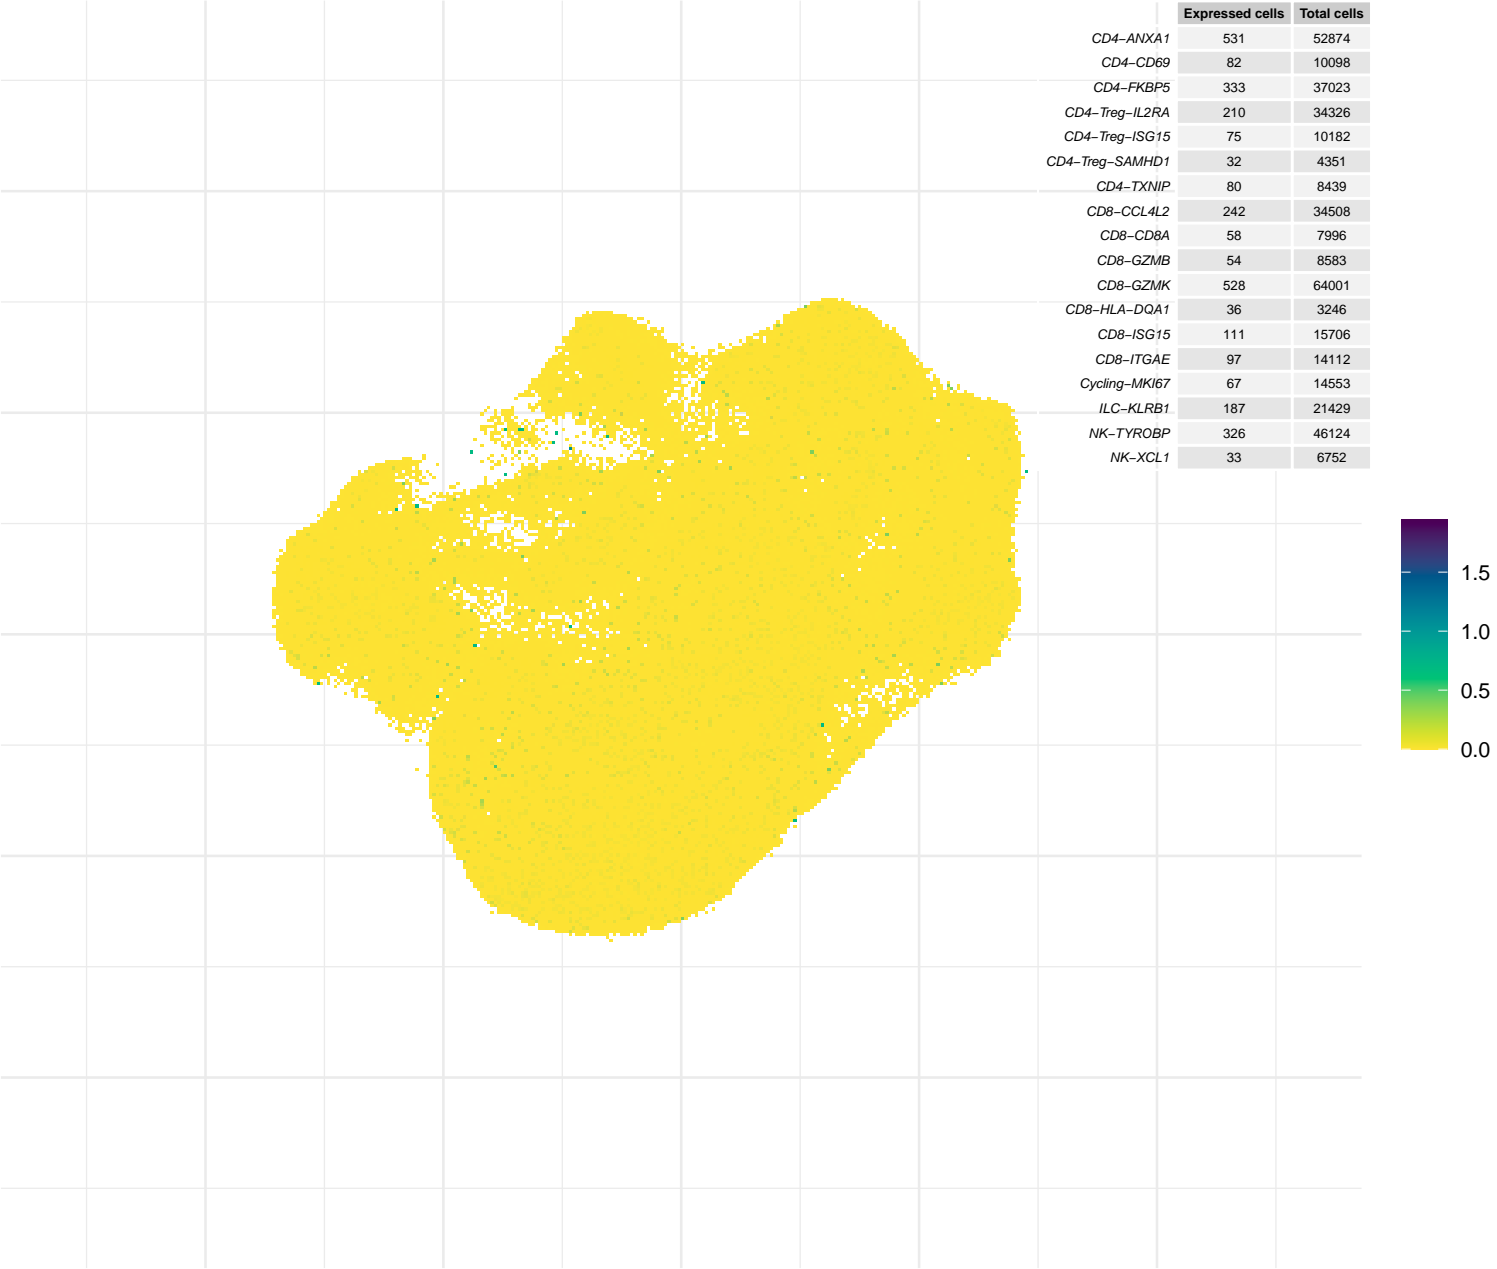 Expressed cells Total cells
CD4−ANXA1 531 52874
CD4−CD69 82 10098
CD4−FKBP5 333 37023
CD4−Treg−IL2RA 210 34326
CD4−Treg−ISG15 75 10182
CD4−Treg−SAMHD1 32 4351
CD4−TXNIP 80 8439
CD8−CCL4L2 242 34508
CD8−CD8A 58 7996
CD8−GZMB 54 8583
CD8−GZMK 528 64001
CD8−HLA−DQA1 36 3246
CD8−ISG15 111 15706
CD8−ITGAE 97 14112
Cycling−MKI67 67 14553
ILC−KLRB1 187 21429
NK−TYROBP 326 46124
NK−XCL1 33 6752
1.5
1.0
0.5
0.0